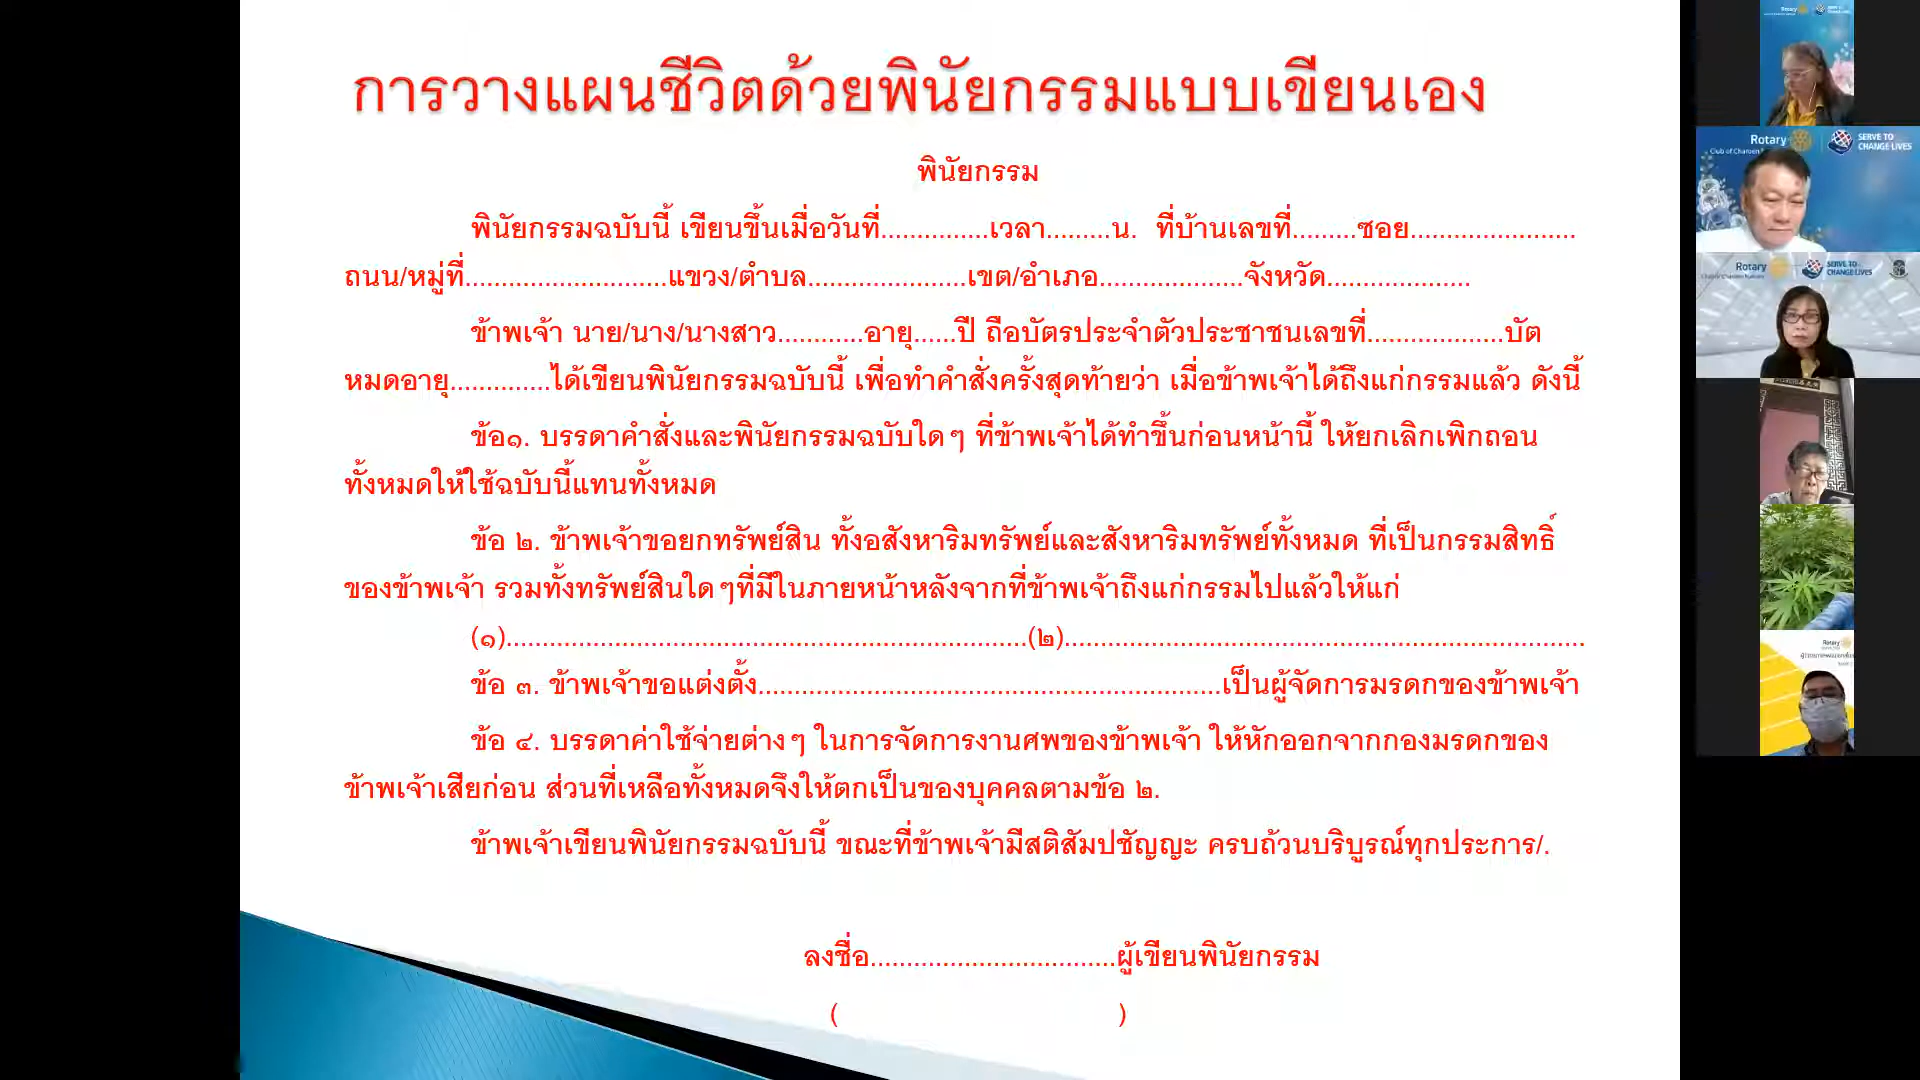 การวางแผนชีวิตด้วยพินัยกรรมแบบเขียนเอง
พินัยกรรม
พินัยกรรมฉบับนี้ เขียนขึ้นเมื่อวันที่...............เวลา.........น. ที่บ้านเลขที่.........ซอย.......................
ถนน/หมู่ที่............................แขวง/ตำบล......................เขต/อำเภอ....................จังหวัด....................
ข้าพเจ้า นาย/นาง/นางสาว............อายุ......ปี ถือบัตรประจำตัวประชาชนเลขที่...................บัต
หมดอายุ..............ได้เขียนพินัยกรรมฉบับนี้ เพื่อทำคำสั่งครั้งสุดท้ายว่า เมื่อข้าพเจ้าได้ถึงแก่กรรมแล้ว ดังนี้
ข้อ๑. บรรดาคำสั่งและพินัยกรรมฉบับใดๆ ที่ข้าพเจ้าได้ทำขึ้นก่อนหน้านี้ ให้ยกเลิกเพิกถอน
ทั้งหมดให้ใช้ฉบับนี้แทนทั้งหมด
ข้อ ๒. ข้าพเจ้าขอยกทรัพย์สิน ทั้งอสังหาริมทรัพย์และสังหาริมทรัพย์ทั้งหมด ที่เป็นกรรมสิทธิ์
ของข้าพเจ้า รวมทั้งทรัพย์สินใดๆที่มีในภายหน้าหลังจากที่ข้าพเจ้าถึงแก่กรรมไปแล้วให้แก่
(๑)........................................................................(๒)........................................................................
ข้อ ๓. ข้าพเจ้าขอแต่งตั้ง................................................................เป็นผู้จัดการมรดกของข้าพเจ้า
ข้อ ๔. บรรดาค่าใช้จ่ายต่างๆ ในการจัดการงานศพของข้าพเจ้า ให้หักออกจากกองมรดกของ
ข้าพเจ้าเสียก่อน ส่วนที่เหลือทั้งหมดจึงให้ตกเป็นของบุคคลตามข้อ ๒.
ข้าพเจ้าเขียนพินัยกรรมฉบับนี้ ขณะที่ข้าพเจ้ามีสติสัมปชัญญะ ครบถ้วนบริบูรณ์ทุกประการ/.
ลงชื่อ..................................ผู้เขียนพินัยกรรม
( )
Rotary
Rotary
Club of Charoen
SERVE TO
CHANGE LIVES
Rotary
SERVE TO
CHANGE LIVES
Rotary